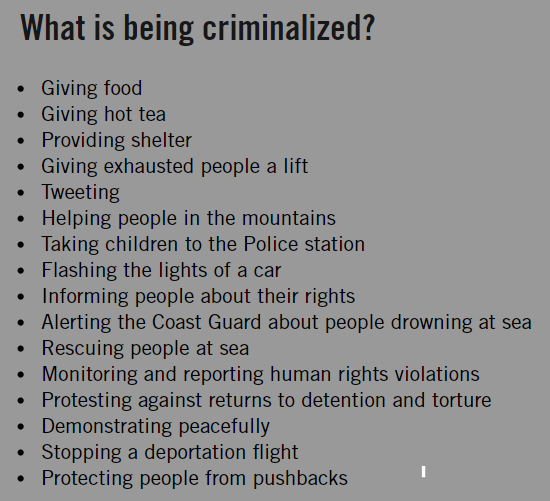 What is being criminalized?
• Giving food
• Giving hot tea
• Providing shelter
• Giving exhausted people a lift
• Tweeting
• Helping people in the mountains
• Taking children to the Police station
• Flashing the lights of a car
• Informing people about their rights
• Alerting the Coast Guard about people drowning at sea
• Rescuing people at sea
• Monitoring and reporting human rights violations
• Protesting against returns to detention and torture
• Demonstrating peacefully
• Stopping a deportation flight
• Protecting people from pushbacks